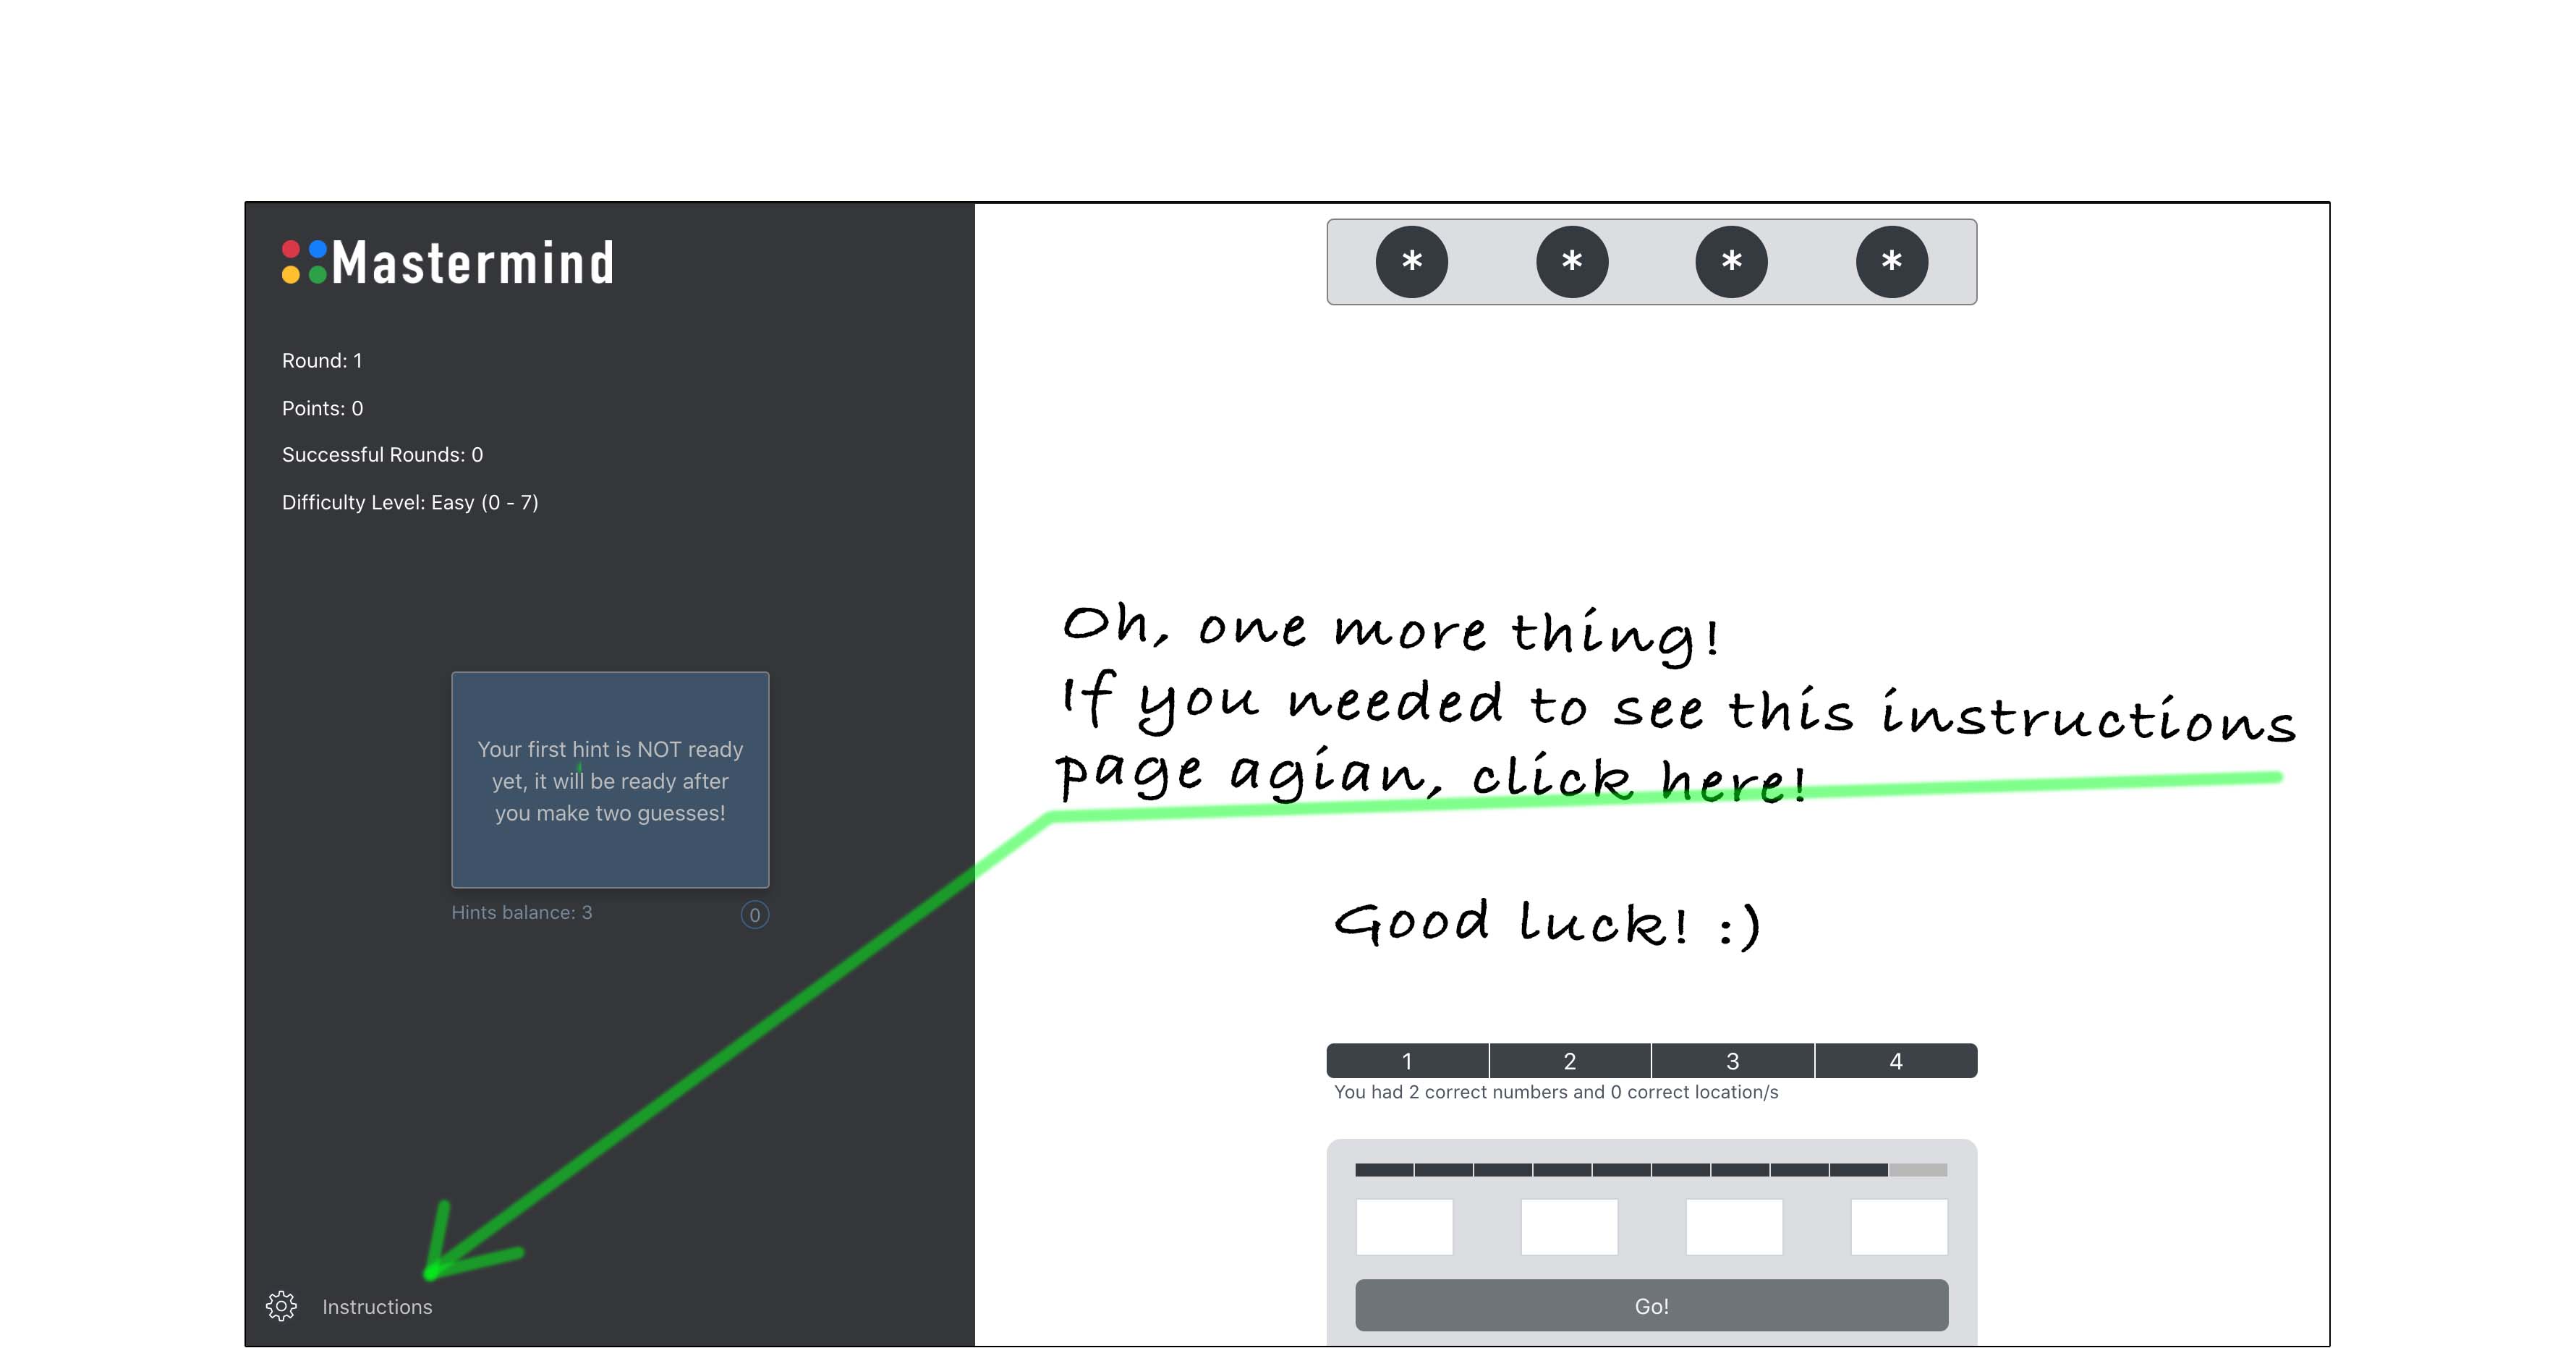 Mastermind
Round: 1
Points: 0
Successful Rounds: 0
Difficulty Level: Easy (0 - 7)
Your first hint is NOT ready
yet, it will be ready after
you make two guesses!
Hints balance: 3
0
Instructions
* * * *
Oh, one more thing!
If you needed to see this instructions
page agian, click here!
Good luck! :)
1 2 3 4
You had 2 correct numbers and 0 correct location/s
Go!